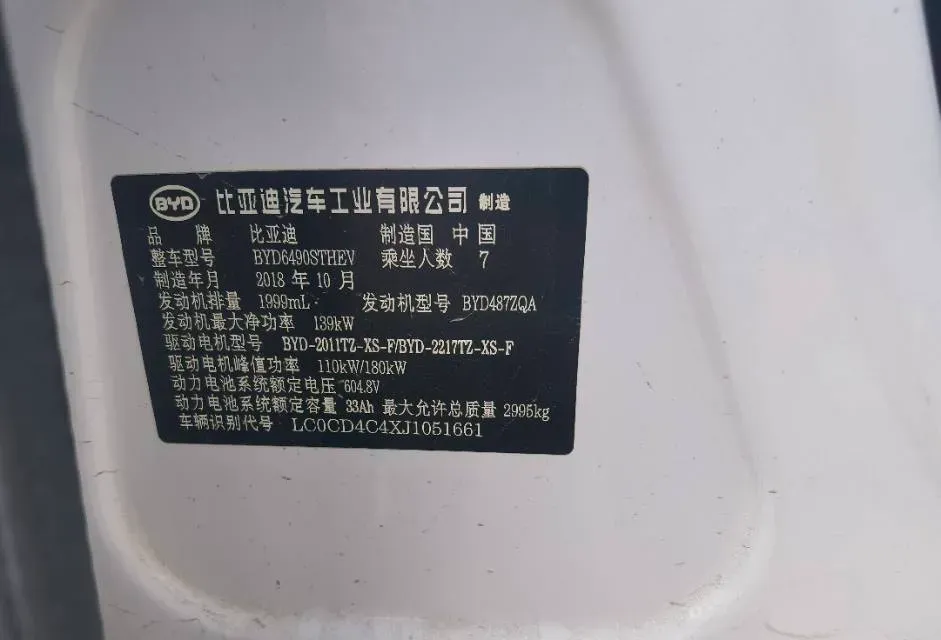 BYD 比亚迪汽车工业有限公司 制造
品 牌 比亚迪 制造国 中国
整车型号 BYD6490STHEV 乘坐人数 7
制造年月 2018 年 10 月
发动机排量 1999mL 发动机型号 BYD487ZQA
发动机最大净功率 139kW
驱动电机型号 BYD-2011TZ-XS-F/BYD-2217TZ-XS-F
驱动电机峰值功率 110kW/180kW
动力电池系统额定电压 604.8V
动力电池系统额定容量 33Ah 最大允许总质量 2995kg
车辆识别代号 LC0CD4C4XJ1051661